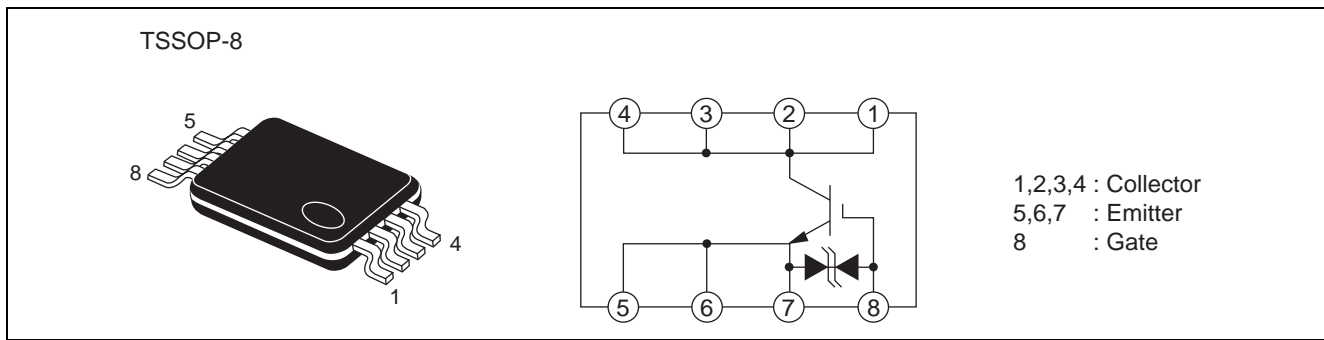 TSSOP-8
5
8
4
1
4 3 2 1
5 6 7 8
1,2,3,4 : Collector
5,6,7 : Emitter
8 : Gate